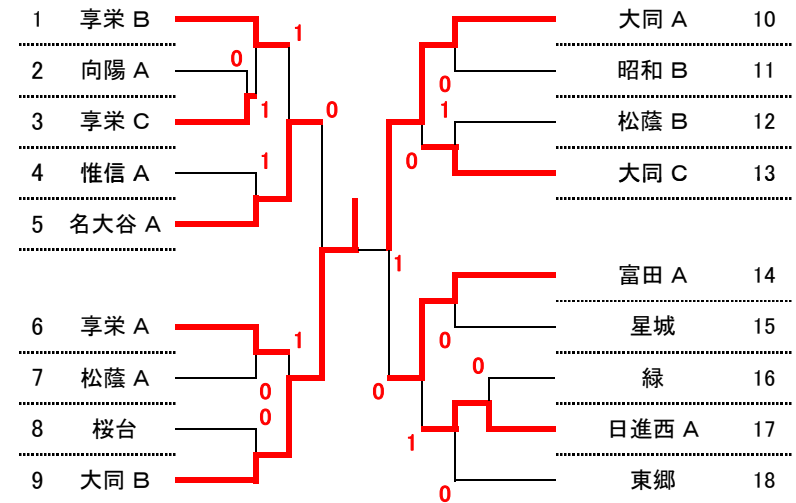 1 享栄 B
2 向陽 A
3 享栄 C
4 惟信 A
5 名大谷 A
6 享栄 A
7 松蔭 A
8 桜台
9 大同 B
1
0
1
0
1
1
0
0
大同 A 10
昭和 B 11
松蔭 B 12
大同 C 13
富田 A 14
星城 15
緑 16
日進西 A 17
東郷 18
0
1
0
1
0
0
0
1
0